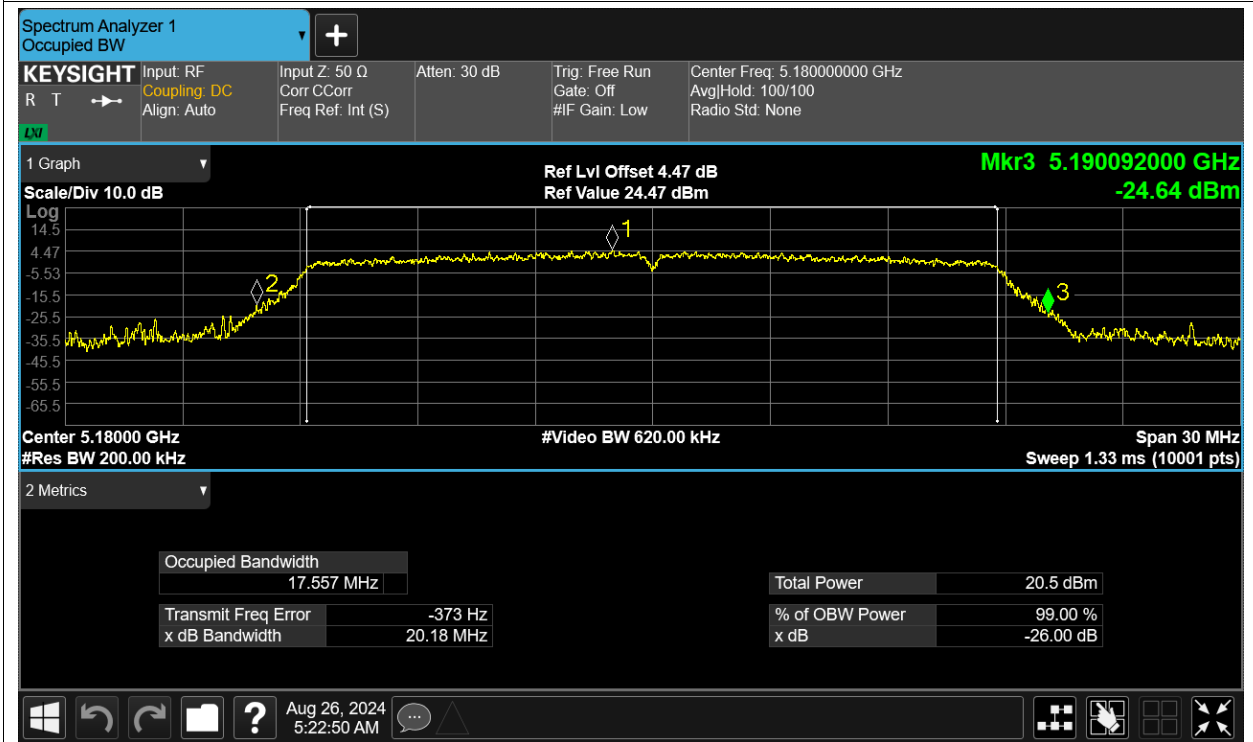 Spectrum Analyzer 1
Occupied BW
KEYSIGHT
R T
LXI
Input: RF
Coupling: DC
Align: Auto
Input Z: 50 Ω
Corr CCorr
Freq Ref: Int (S)
Atten: 30 dB
Trig: Free Run
Gate: Off
#IF Gain: Low
Center Freq: 5.180000000 GHz
Avg|Hold: 100/100
Radio Std: None
1 Graph
Scale/Div 10.0 dB
Ref Lvl Offset 4.47 dB
Ref Value 24.47 dBm
Mkr3 5.190092000 GHz
-24.64 dBm
Log
14.5
4.47
-5.53
-15.5
-25.5
-35.5
-45.5
-55.5
-65.5
1
2
3
Center 5.18000 GHz
#Res BW 200.00 kHz
#Video BW 620.00 kHz
Span 30 MHz
Sweep 1.33 ms (10001 pts)
2 Metrics
Occupied Bandwidth
17.557 MHz
Transmit Freq Error -373 Hz
x dB Bandwidth 20.18 MHz
Total Power 20.5 dBm
% of OBW Power 99.00 %
x dB -26.00 dB
?
Aug 26, 2024
5:22:50 AM